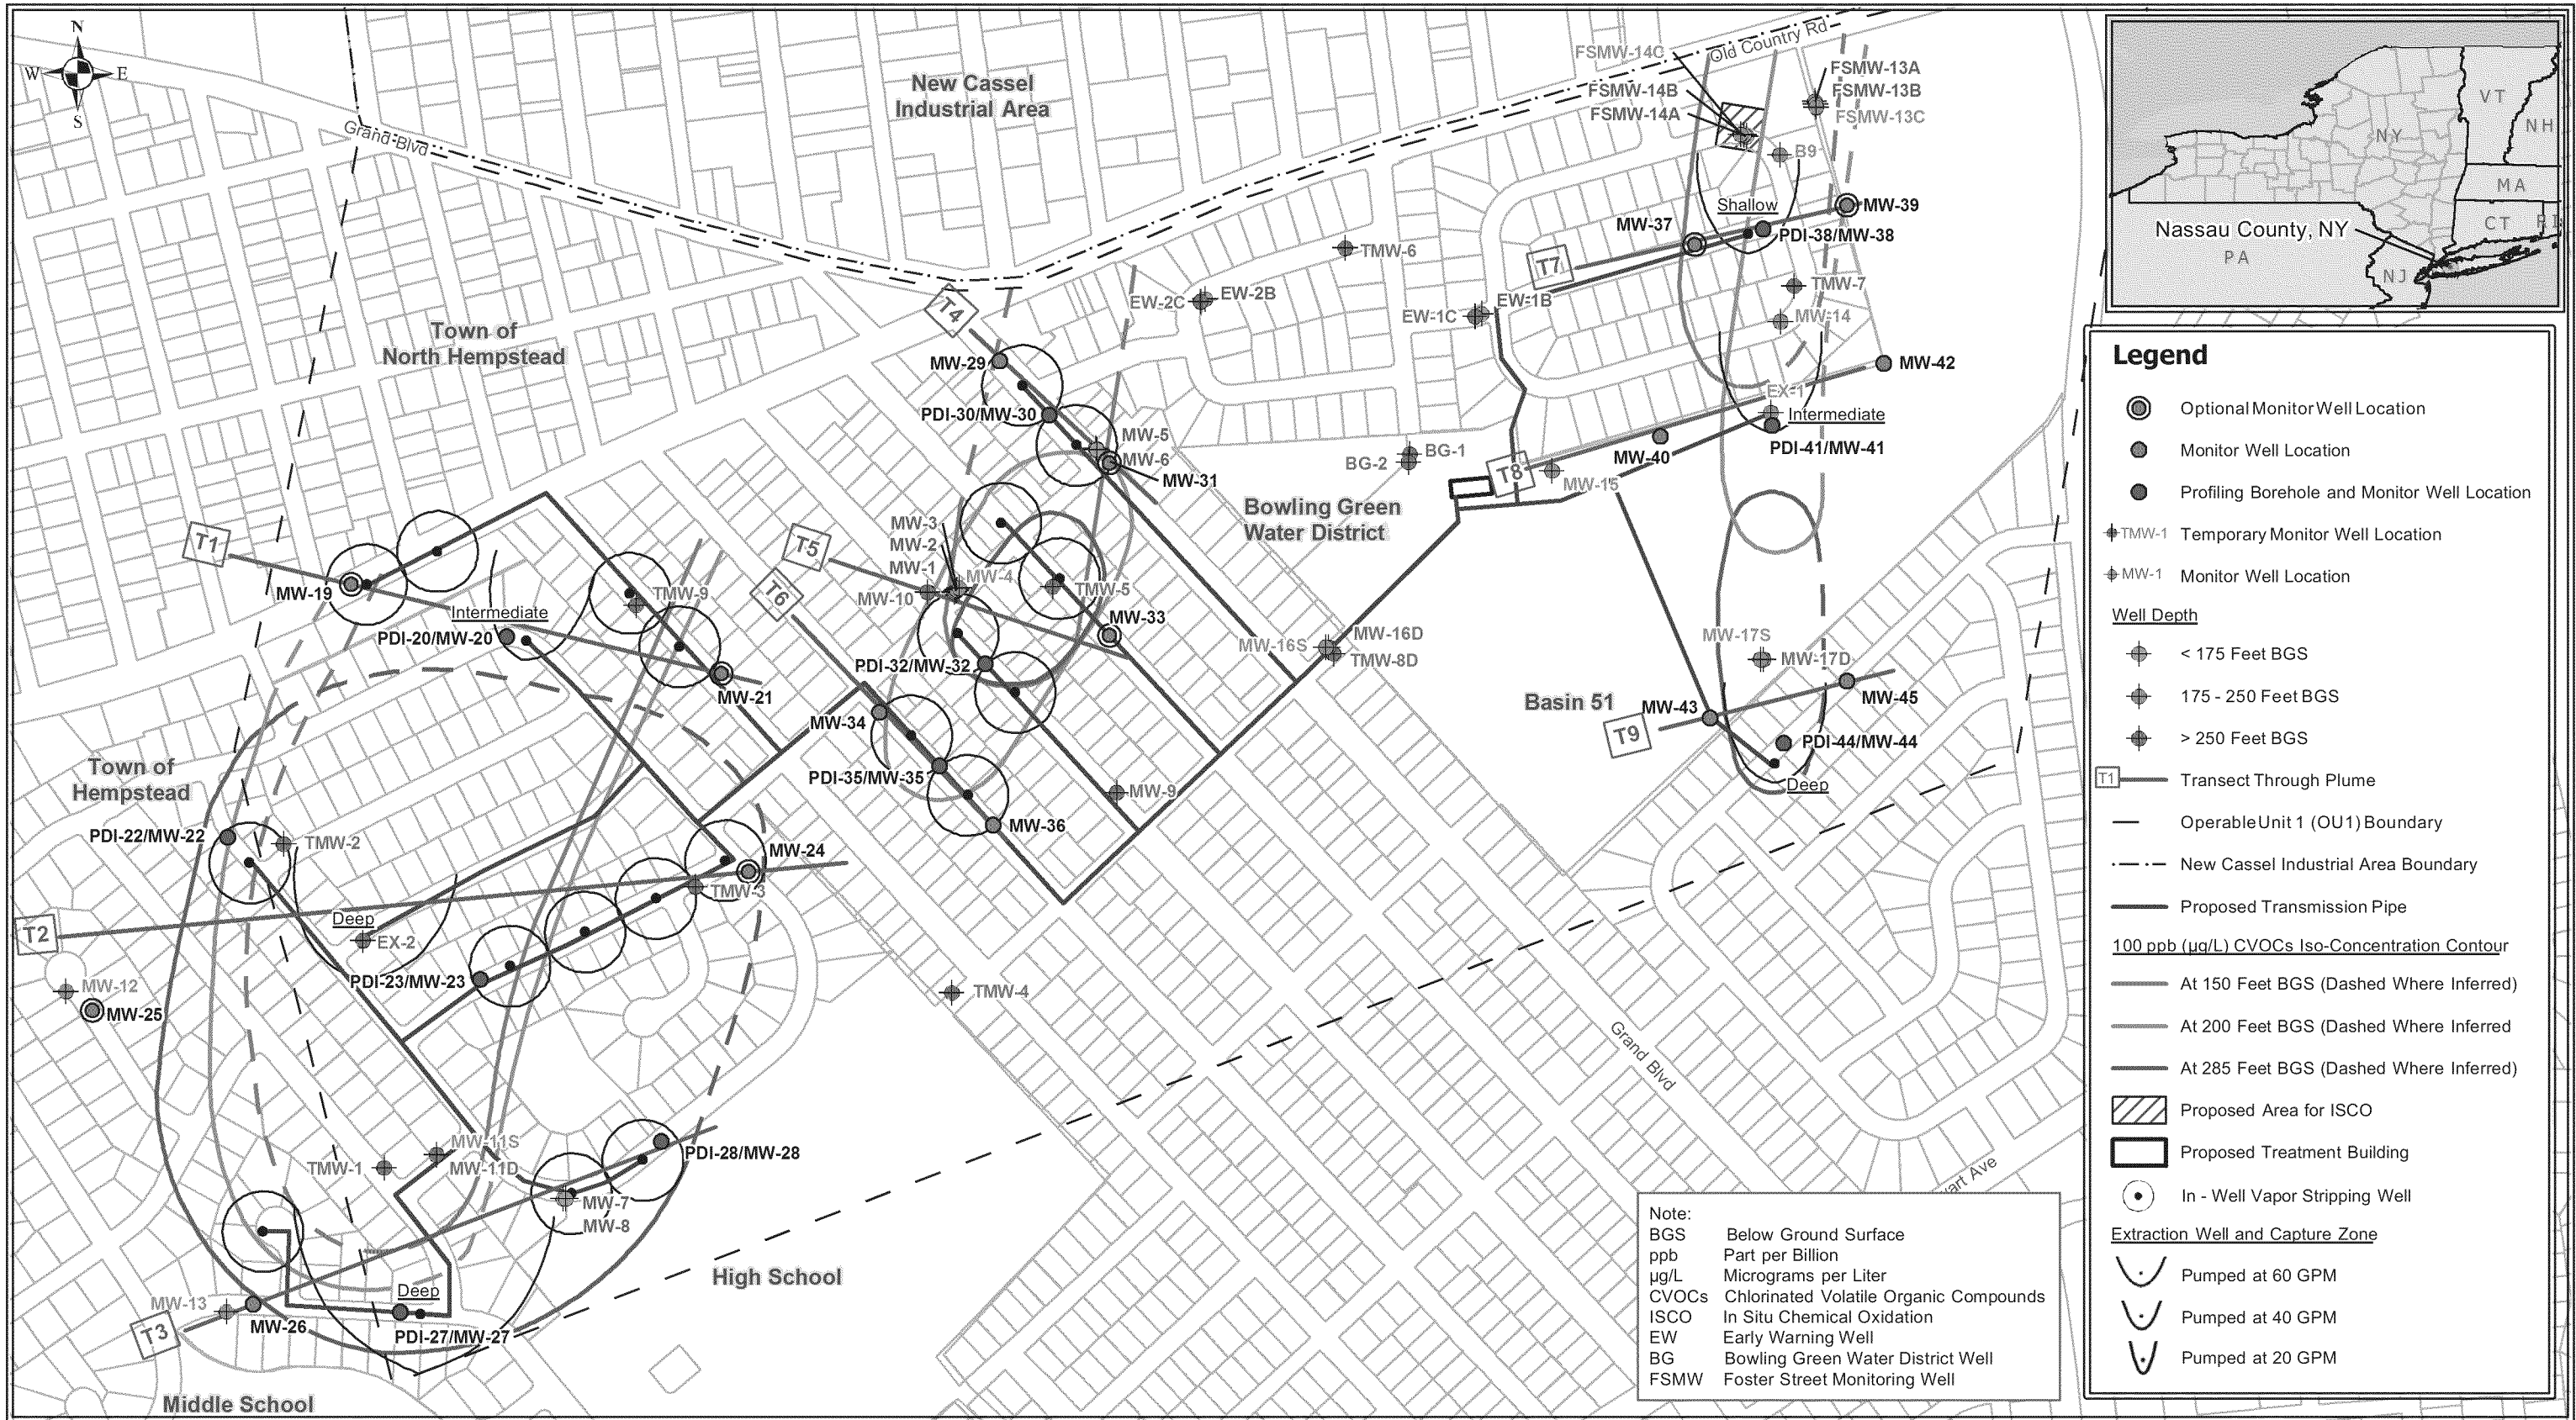 N
W
E
S
Grand Blvd
New Cassel
Industrial Area
Town of
North Hempstead
Old Country Rd
FSMW-14C
FSMW-14B
FSMW-14A
FSMW-13A
FSMW-13B
FSMW-13C
B9
Shallow
MW-39
MW-37
PDI-38/MW-38
T7
TMW-6
TMW-7
MW-14
EW-2C
EW-2B
EW-1C
EW-1B
T4
MW-29
PDI-30/MW-30
MW-5
MW-6
MW-31
MW-42
EX-1
Intermediate
PDI-41/MW-41
MW-40
BG-1
BG-2
T8
MW-15
Bowling Green
Water District
T1
MW-19
Intermediate
PDI-20/MW-20
TMW-9
MW-21
T5
T6
MW-3
MW-2
MW-1
MW-4
MW-10
TMW-5
MW-33
PDI-32/MW-32
MW-34
PDI-35/MW-35
MW-36
MW-9
MW-16S
MW-16D
TMW-8D
Basin 51
MW-17S
MW-17D
MW-43
MW-45
T9
PDI-44/MW-44
Deep
Town of
Hempstead
PDI-22/MW-22
TMW-2
MW-24
TMW-3
T2
Deep
EX-2
PDI-23/MW-23
MW-12
MW-25
TMW-4
Grand Blvd
MW-11S
MW-11D
TMW-1
PDI-28/MW-28
MW-7
MW-8
High School
MW-13
T3
MW-26
Deep
PDI-27/MW-27
Middle School
Note:
BGS Below Ground Surface
ppb Part per Billion
µg/L Micrograms per Liter
CVOCs Chlorinated Volatile Organic Compounds
ISCO In Situ Chemical Oxidation
EW Early Warning Well
BG Bowling Green Water District Well
FSMW Foster Street Monitoring Well
VT
NH
NY
MA
CT
RI
Nassau County, NY
PA
NJ
Legend
Optional Monitor Well Location
Monitor Well Location
Profiling Borehole and Monitor Well Location
TMW-1 Temporary Monitor Well Location
MW-1 Monitor Well Location
Well Depth
< 175 Feet BGS
175 - 250 Feet BGS
> 250 Feet BGS
T1 Transect Through Plume
Operable Unit 1 (OU1) Boundary
New Cassel Industrial Area Boundary
Proposed Transmission Pipe
100 ppb (µg/L) CVOCs Iso-Concentration Contour
At 150 Feet BGS (Dashed Where Inferred)
At 200 Feet BGS (Dashed Where Inferred
At 285 Feet BGS (Dashed Where Inferred)
Proposed Area for ISCO
Proposed Treatment Building
In - Well Vapor Stripping Well
Extraction Well and Capture Zone
Pumped at 60 GPM
Pumped at 40 GPM
Pumped at 20 GPM